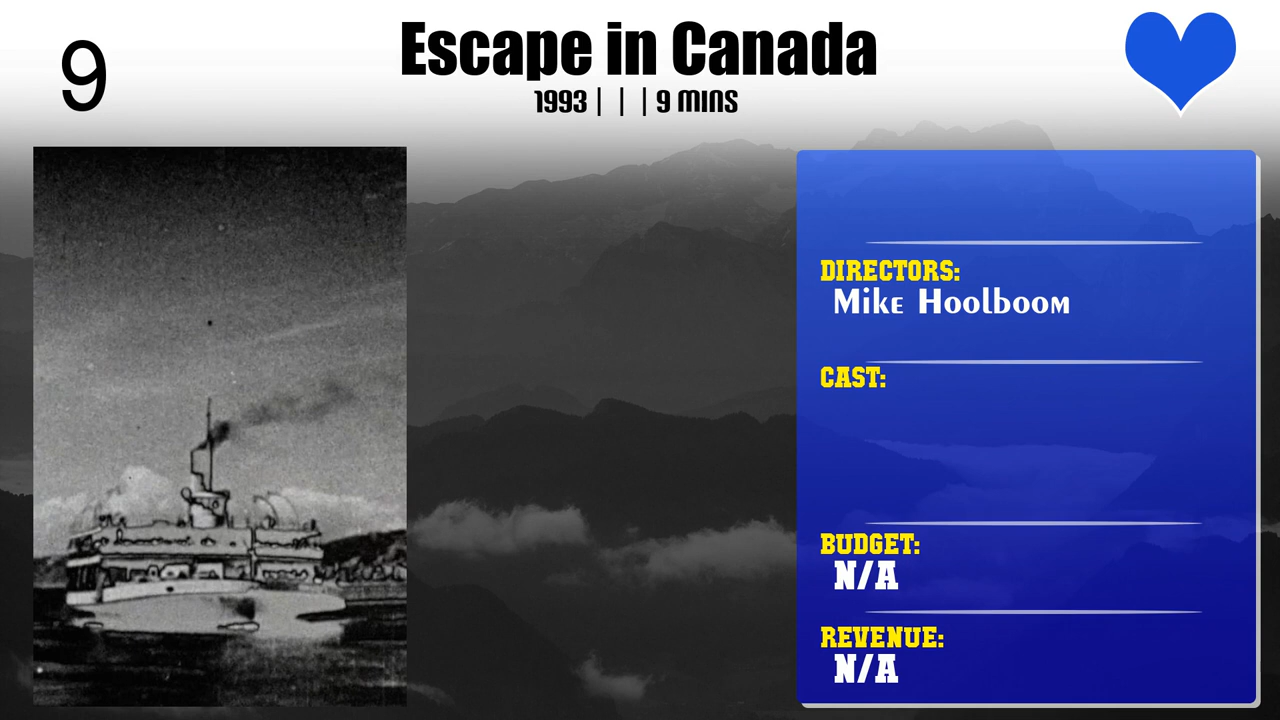 9
Escape in Canada
1993 | | | 9 MINS
DIRECTORS:
Mike Hoolboom
CAST:
BUDGET:
N/A
REVENUE:
N/A